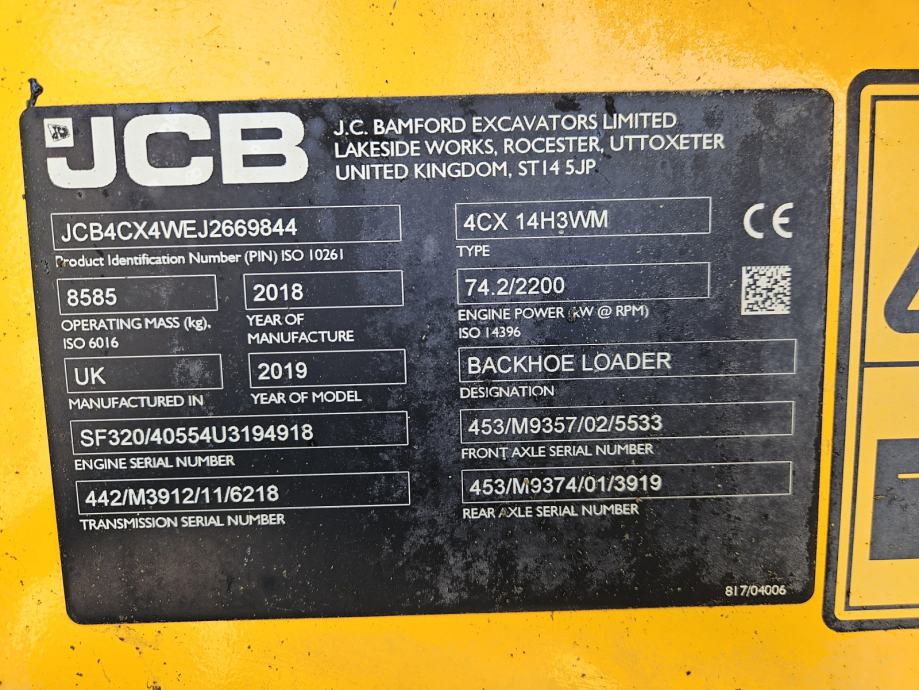 JCB
J.C. BAMFORD EXCAVATORS LIMITED
LAKESIDE WORKS, ROCESTER, UTTOXETER
UNITED KINGDOM, ST14 5JP
JCB4CX4WEJ2669844
Product Identification Number (PIN) ISO 10261
4CX 14H3WM
TYPE
CE
8585
OPERATING MASS (kg),
ISO 6016
2018
YEAR OF
MANUFACTURE
74.2/2200
ENGINE POWER (kW @ RPM)
ISO 14396
UK
MANUFACTURED IN
2019
YEAR OF MODEL
BACKHOE LOADER
DESIGNATION
SF320/40554U3194918
ENGINE SERIAL NUMBER
453/M9357/02/5533
FRONT AXLE SERIAL NUMBER
442/M3912/11/6218
TRANSMISSION SERIAL NUMBER
453/M9374/01/3919
REAR AXLE SERIAL NUMBER
817/04006